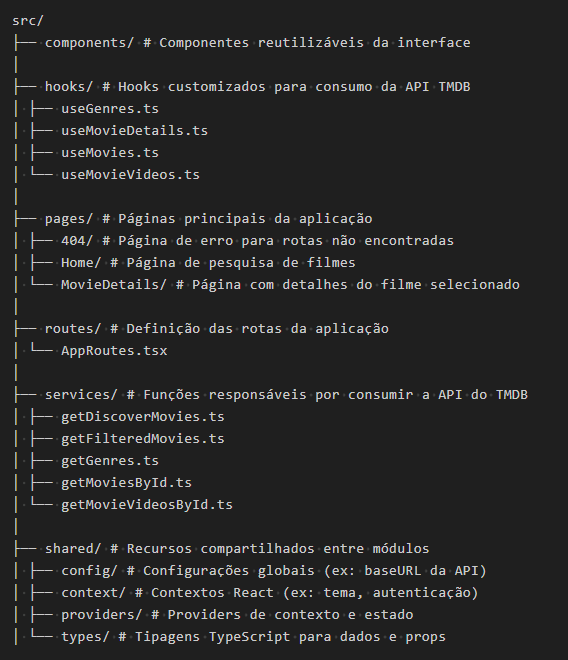 src/
├── components/ # Componentes reutilizáveis da interface
│
├── hooks/ # Hooks customizados para consumo da API TMDB
│ ├── useGenres.ts
│ ├── useMovieDetails.ts
│ ├── useMovies.ts
│ └── useMovieVideos.ts
│
├── pages/ # Páginas principais da aplicação
│ ├── 404/ # Página de erro para rotas não encontradas
│ ├── Home/ # Página de pesquisa de filmes
│ └── MovieDetails/ # Página com detalhes do filme selecionado
│
├── routes/ # Definição das rotas da aplicação
│ └── AppRoutes.tsx
│
├── services/ # Funções responsáveis por consumir a API do TMDB
│ ├── getDiscoverMovies.ts
│ ├── getFilteredMovies.ts
│ ├── getGenres.ts
│ ├── getMoviesById.ts
│ └── getMovieVideosById.ts
│
├── shared/ # Recursos compartilhados entre módulos
│ ├── config/ # Configurações globais (ex: baseURL da API)
│ ├── context/ # Contextos React (ex: tema, autenticação)
│ ├── providers/ # Providers de contexto e estado
│ └── types/ # Tipagens TypeScript para dados e props